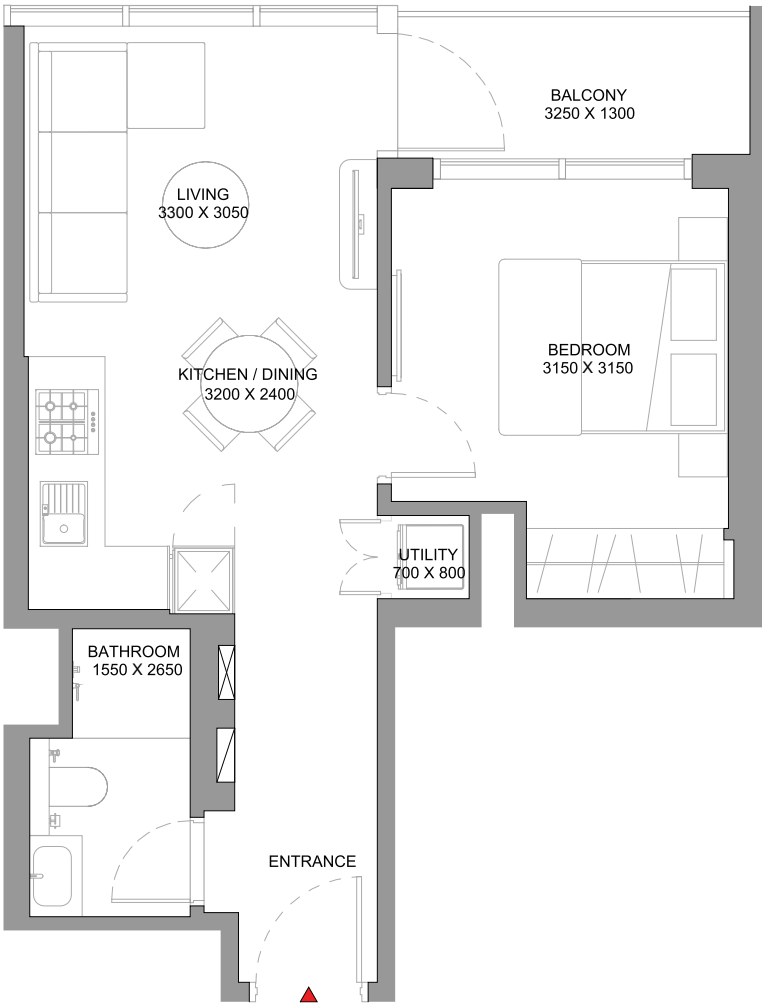 BALCONY
3250 X 1300
LIVING
3300 X 3050
BEDROOM
3150 X 3150
KITCHEN / DINING
3200 X 2400
UTILITY
700 X 800
BATHROOM
1550 X 2650
ENTRANCE